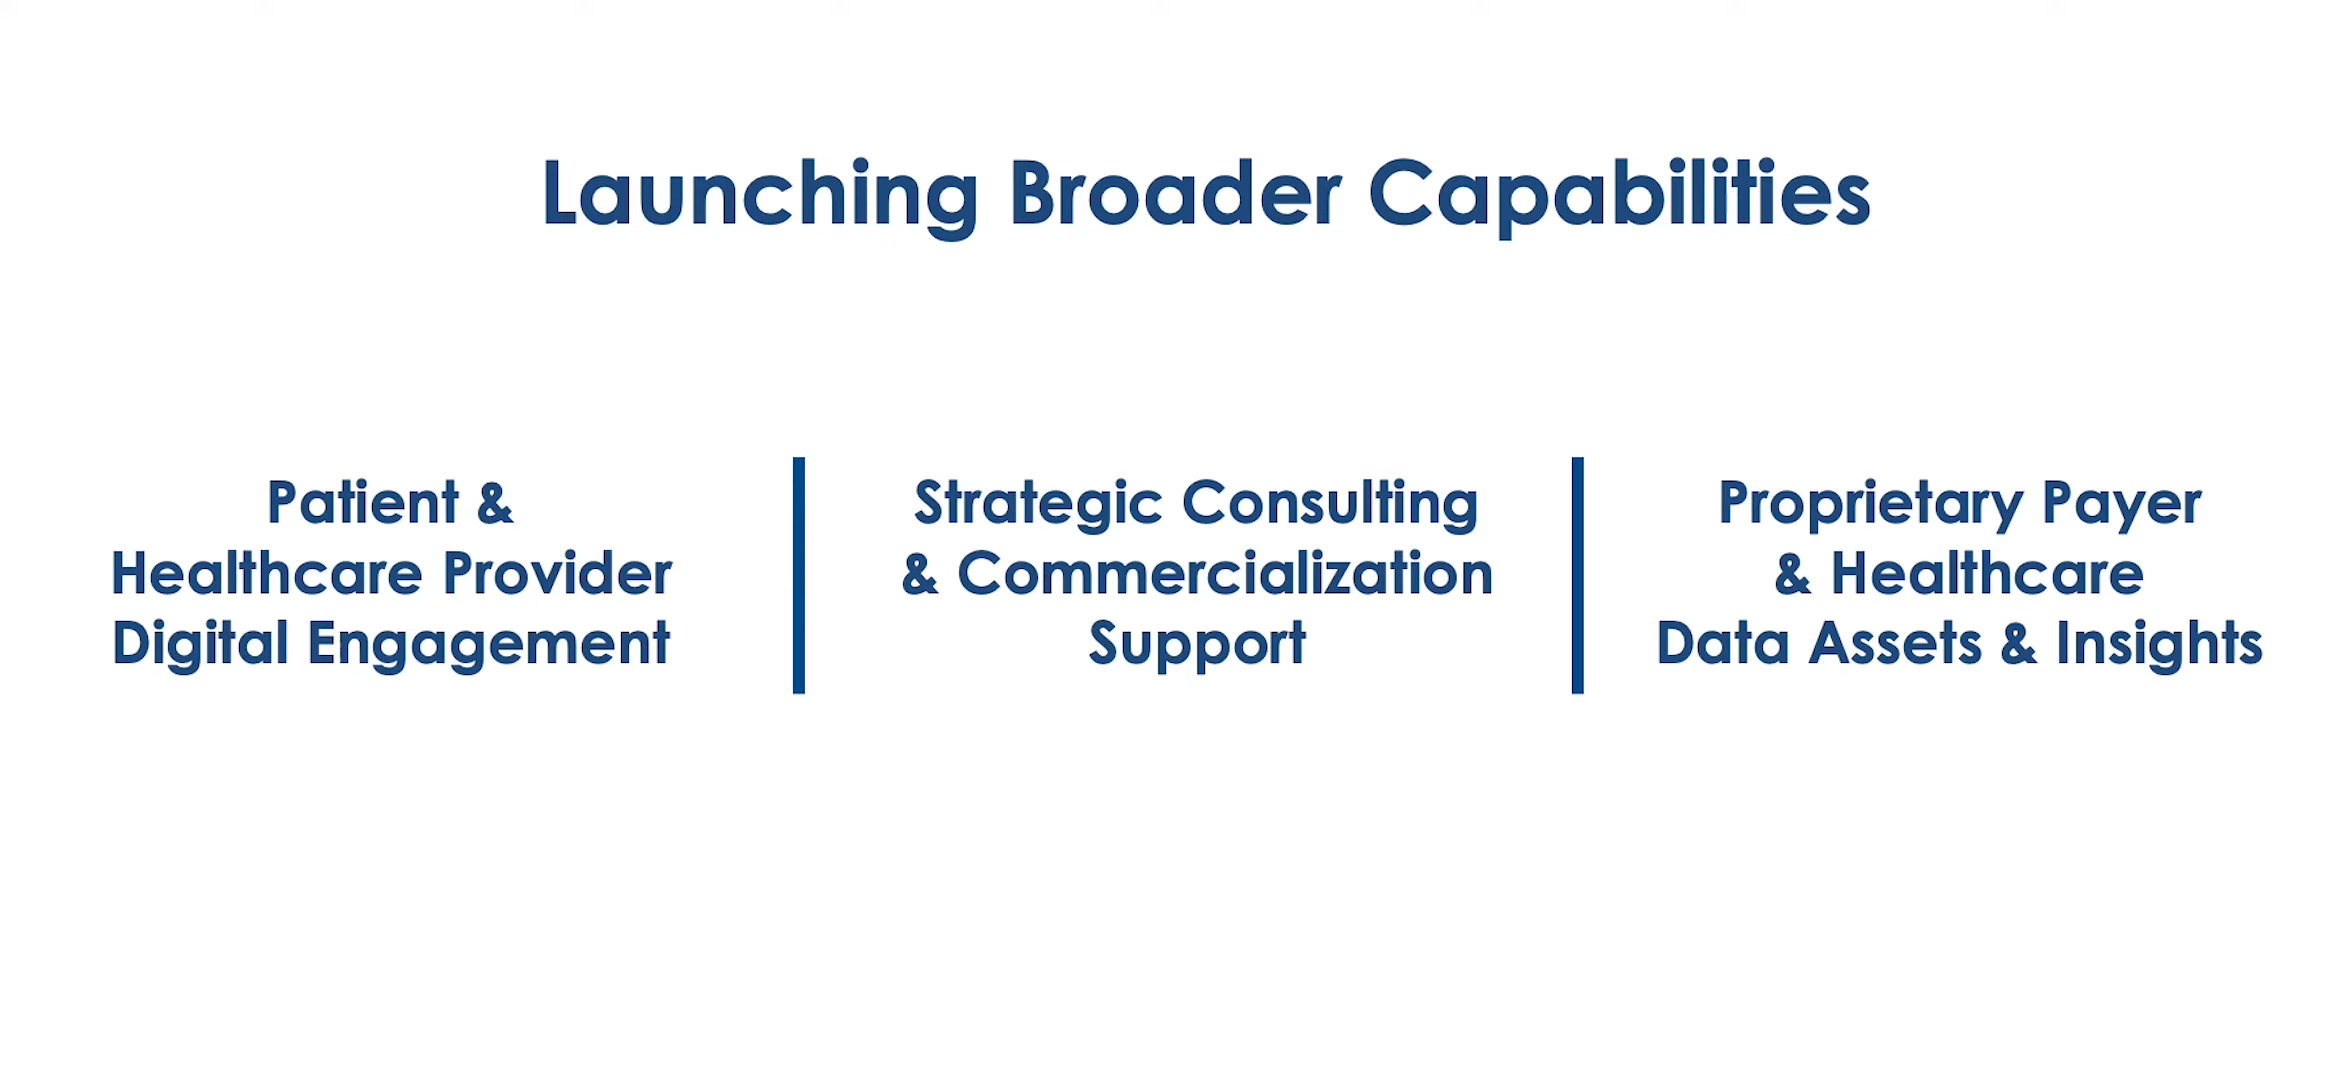 Launching Broader Capabilities
Patient &
Healthcare Provider
Digital Engagement
Strategic Consulting
& Commercialization
Support
Proprietary Payer
& Healthcare
Data Assets & Insights